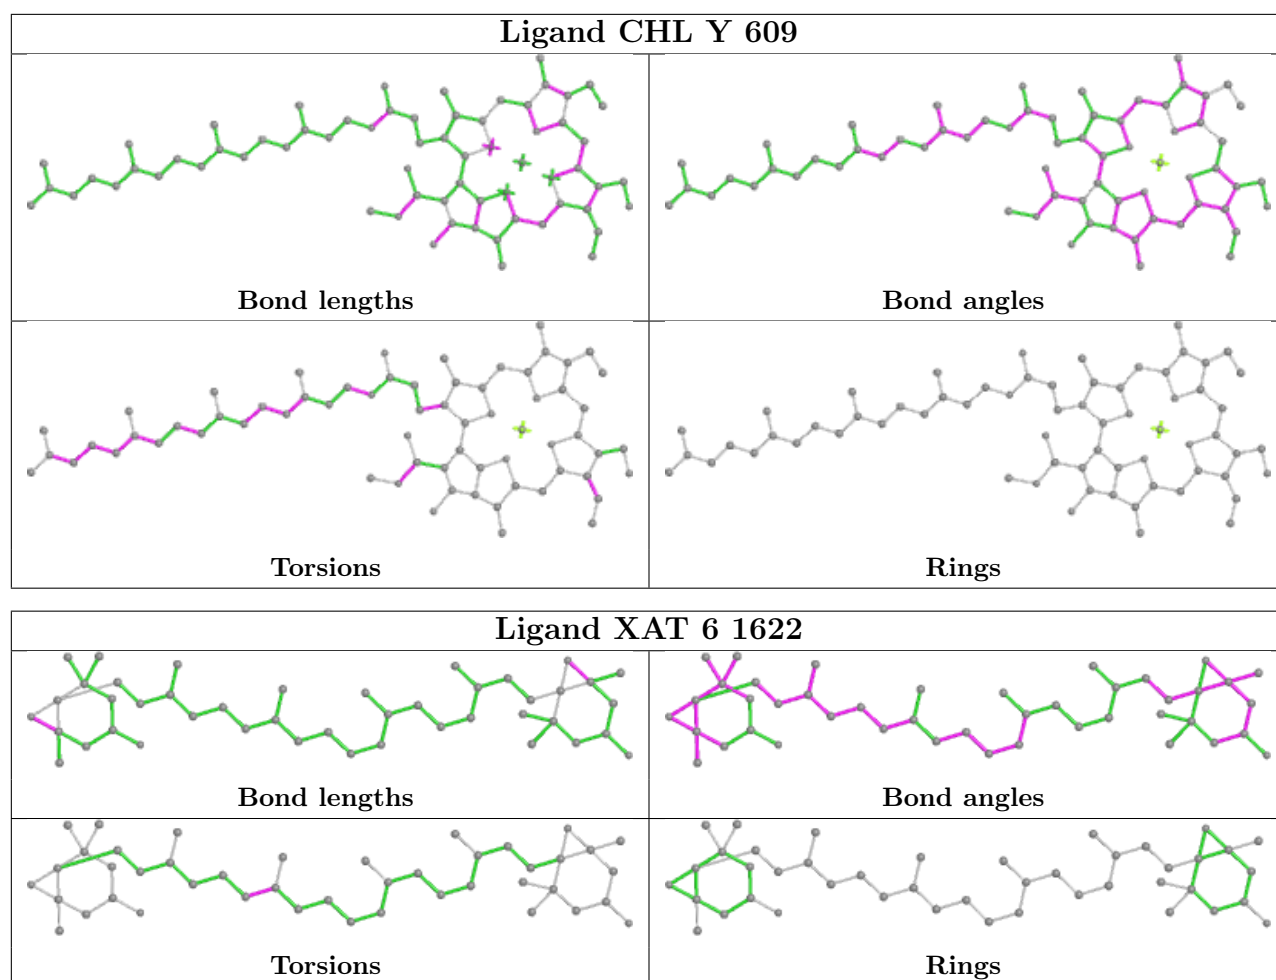 Ligand CHL Y 609
Bond lengths
Bond angles
Torsions
Rings
Ligand XAT 6 1622
Bond lengths
Bond angles
Torsions
Rings